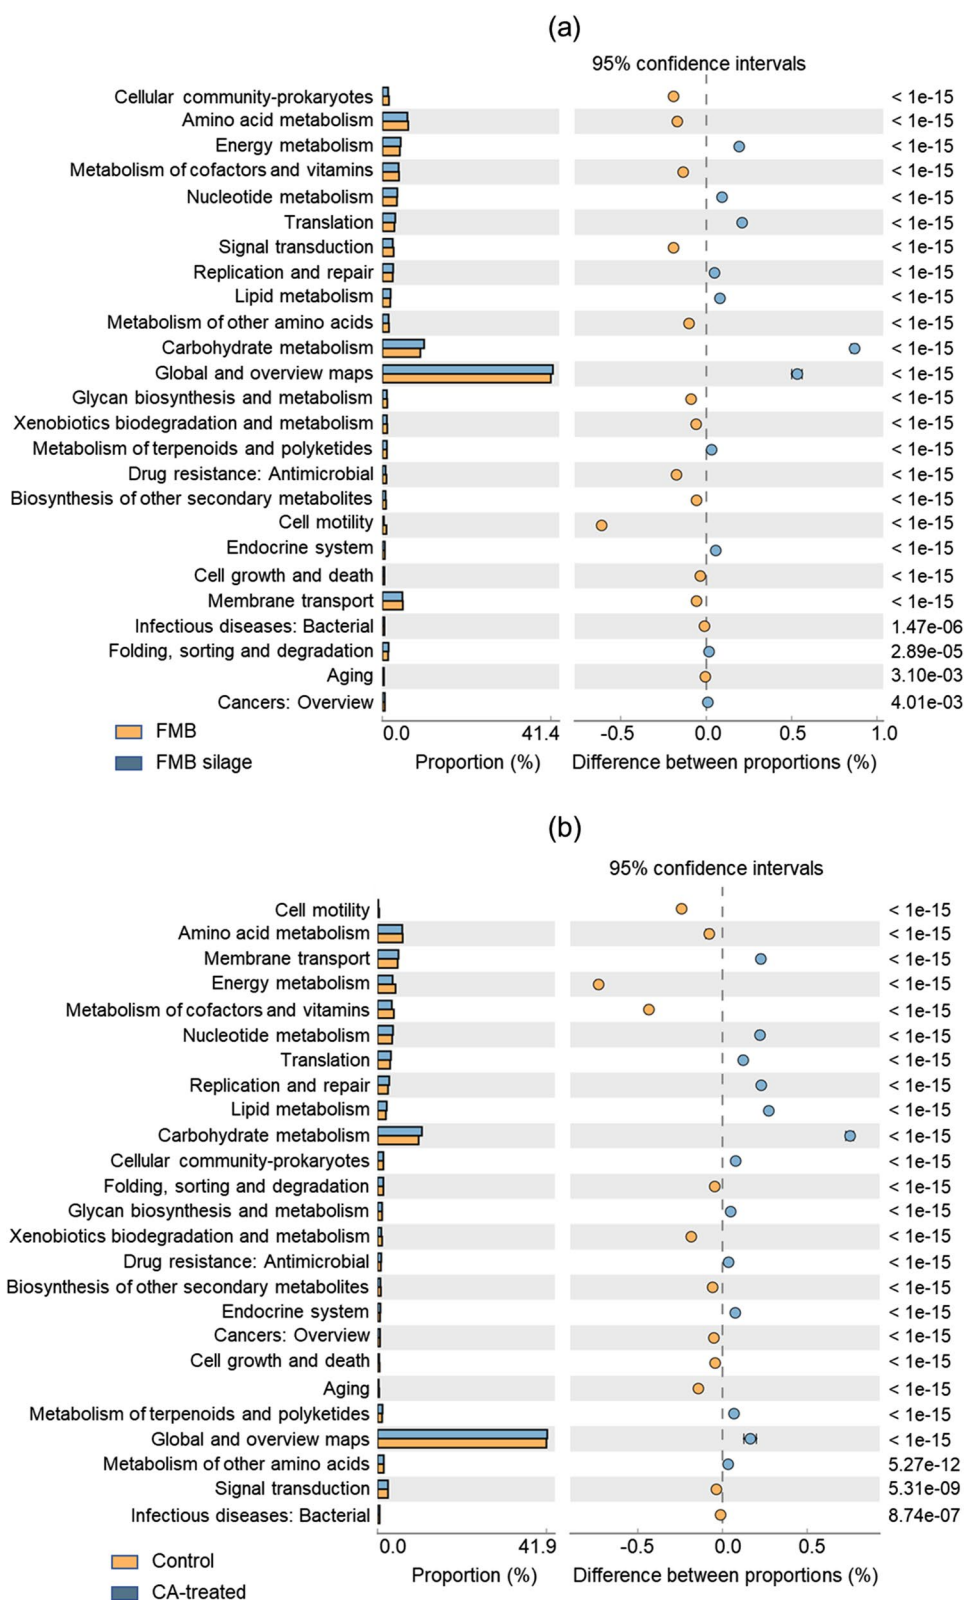 (a)
95% confidence intervals
Cellular community-prokaryotes < 1e-15
Amino acid metabolism < 1e-15
Energy metabolism < 1e-15
Metabolism of cofactors and vitamins < 1e-15
Nucleotide metabolism < 1e-15
Translation < 1e-15
Signal transduction < 1e-15
Replication and repair < 1e-15
Lipid metabolism < 1e-15
Metabolism of other amino acids < 1e-15
Carbohydrate metabolism < 1e-15
Global and overview maps < 1e-15
Glycan biosynthesis and metabolism < 1e-15
Xenobiotics biodegradation and metabolism < 1e-15
Metabolism of terpenoids and polyketides < 1e-15
Drug resistance: Antimicrobial < 1e-15
Biosynthesis of other secondary metabolites < 1e-15
Cell motility < 1e-15
Endocrine system < 1e-15
Cell growth and death < 1e-15
Membrane transport < 1e-15
Infectious diseases: Bacterial 1.47e-06
Folding, sorting and degradation 2.89e-05
Aging 3.10e-03
Cancers: Overview 4.01e-03
FMB 0.0 41.4 -0.5 0.0 0.5 1.0
FMB silage Proportion (%) Difference between proportions (%)
(b)
95% confidence intervals
Cell motility < 1e-15
Amino acid metabolism < 1e-15
Membrane transport < 1e-15
Energy metabolism < 1e-15
Metabolism of cofactors and vitamins < 1e-15
Nucleotide metabolism < 1e-15
Translation < 1e-15
Replication and repair < 1e-15
Lipid metabolism < 1e-15
Carbohydrate metabolism < 1e-15
Cellular community-prokaryotes < 1e-15
Folding, sorting and degradation < 1e-15
Glycan biosynthesis and metabolism < 1e-15
Xenobiotics biodegradation and metabolism < 1e-15
Drug resistance: Antimicrobial < 1e-15
Biosynthesis of other secondary metabolites < 1e-15
Endocrine system < 1e-15
Cancers: Overview < 1e-15
Cell growth and death < 1e-15
Aging < 1e-15
Metabolism of terpenoids and polyketides < 1e-15
Global and overview maps < 1e-15
Metabolism of other amino acids 5.27e-12
Signal transduction 5.31e-09
Infectious diseases: Bacterial 8.74e-07
0.0 41.9 -0.5 0.0 0.5
Control
Proportion (%) Difference between proportions (%)
CA-treated